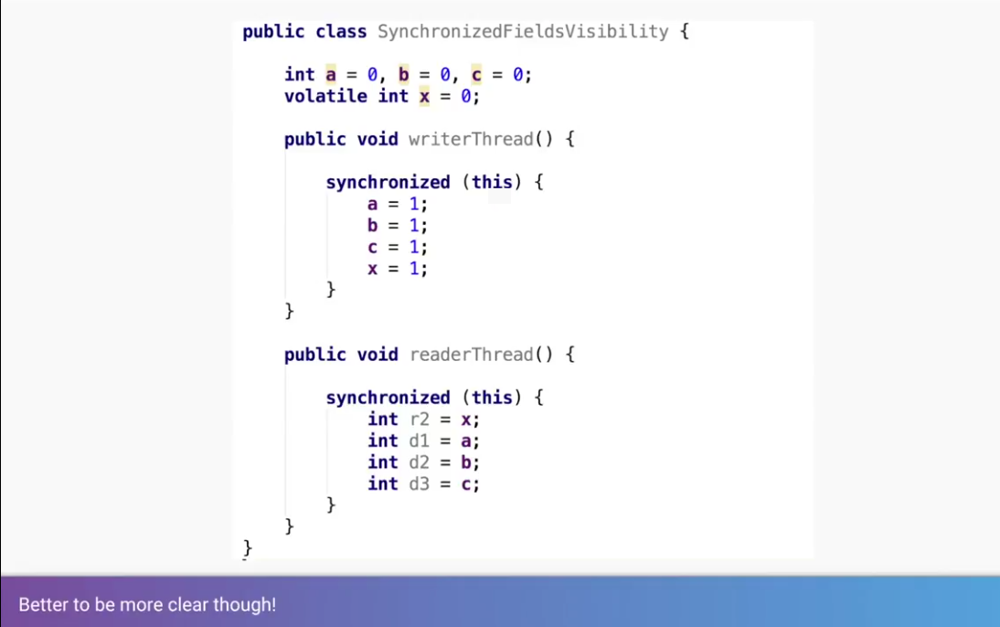 public class SynchronizedFieldsVisibility {
int a = 0, b = 0, c = 0;
volatile int x = 0;
public void writerThread() {
synchronized (this) {
a = 1;
b = 1;
c = 1;
x = 1;
}
}
public void readerThread() {
synchronized (this) {
int r2 = x;
int d1 = a;
int d2 = b;
int d3 = c;
}
}
}
Better to be more clear though!